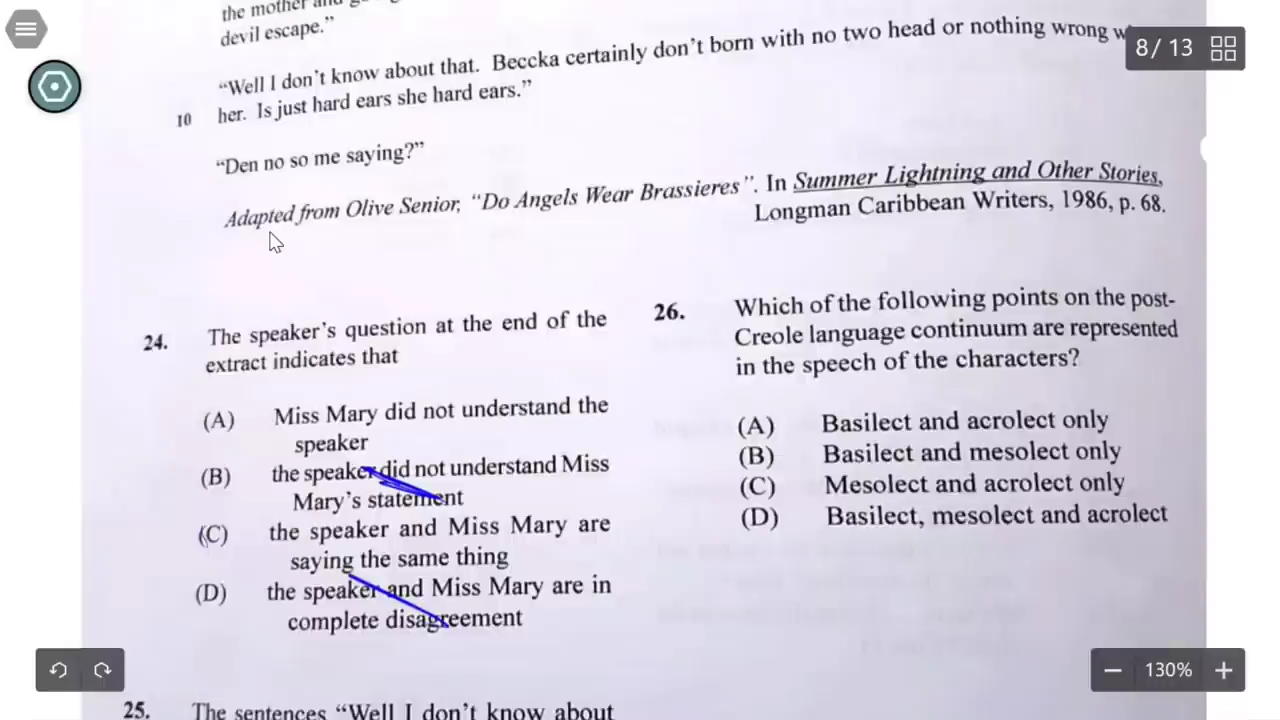 the mother and
devil escape."
"Well I don't know about that. Beccka certainly don't born with no two head or nothing wrong
10 her. Is just hard ears she hard ears."
"Den no so me saying?"
Adapted from Olive Senior, "Do Angels Wear Brassieres". In Summer Lightning and Other Stories,
Longman Caribbean Writers, 1986, p. 68.
24. The speaker's question at the end of the
extract indicates that
(A) Miss Mary did not understand the
speaker
(B) the speaker did not understand Miss
Mary's statement
(C) the speaker and Miss Mary are
saying the same thing
(D) the speaker and Miss Mary are in
complete disagreement
25. The sentences "Well I don't know about
26. Which of the following points on the post-
Creole language continuum are represented
in the speech of the characters?
(A) Basilect and acrolect only
(B) Basilect and mesolect only
(C) Mesolect and acrolect only
(D) Basilect, mesolect and acrolect
8 / 13
130%